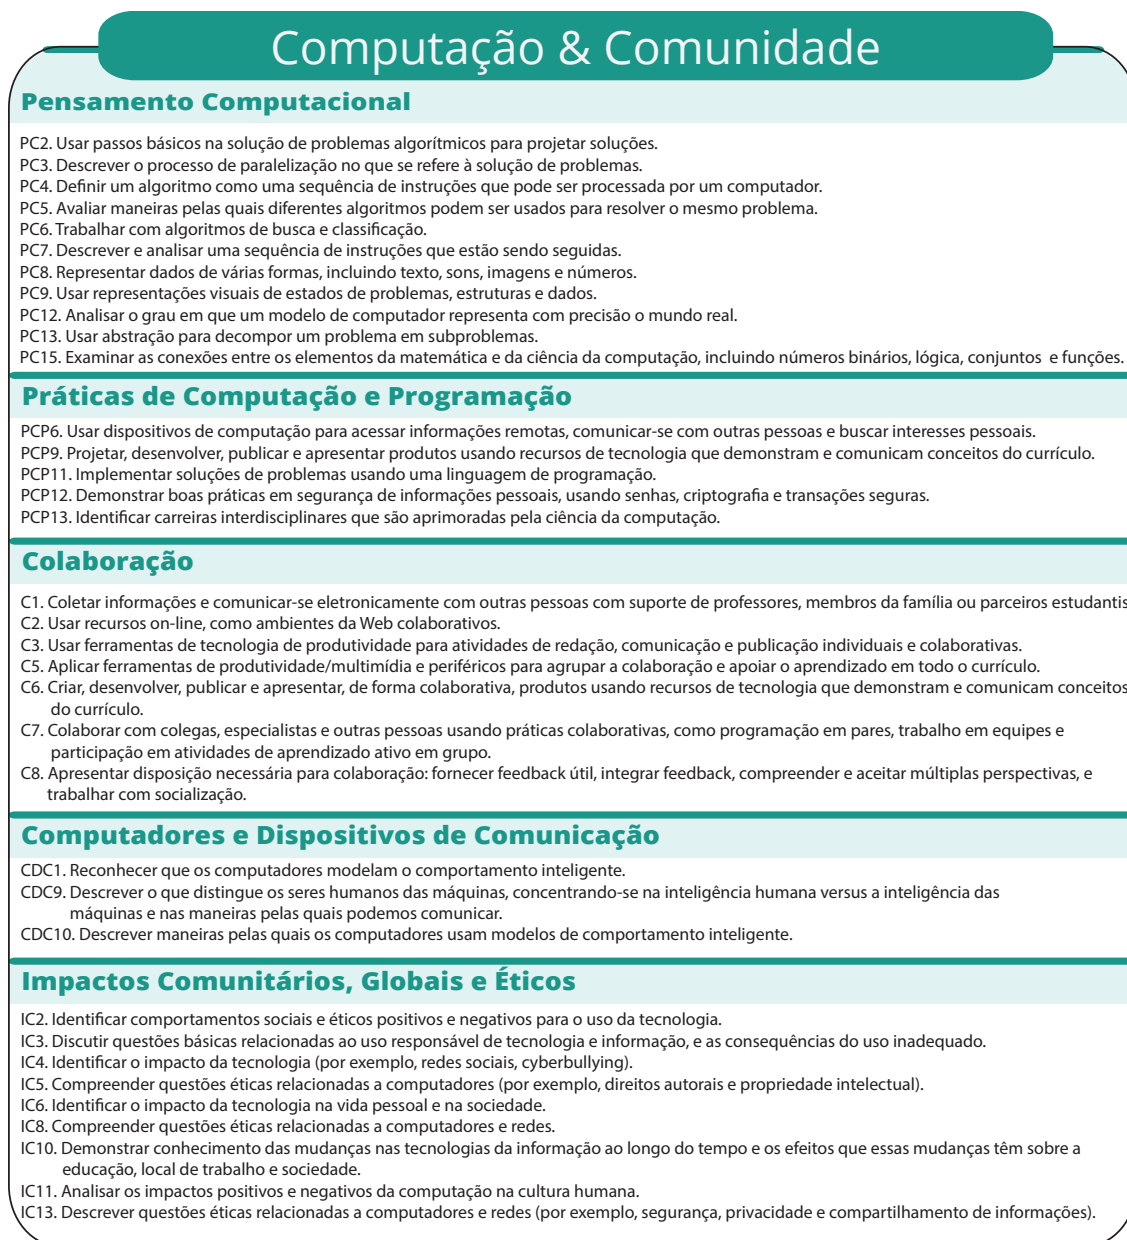 Computação & Comunidade
Pensamento Computacional
PC2. Usar passos básicos na solução de problemas algorítmicos para projetar soluções.
PC3. Descrever o processo de paralelização no que se refere à solução de problemas.
PC4. Definir um algoritmo como uma sequência de instruções que pode ser processada por um computador.
PC5. Avaliar maneiras pelas quais diferentes algoritmos podem ser usados para resolver o mesmo problema.
PC6. Trabalhar com algoritmos de busca e classificação.
PC7. Descrever e analisar uma sequência de instruções que estão sendo seguidas.
PC8. Representar dados de várias formas, incluindo texto, sons, imagens e números.
PC9. Usar representações visuais de estados de problemas, estruturas e dados.
PC12. Analisar o grau em que um modelo de computador representa com precisão o mundo real.
PC13. Usar abstração para decompor um problema em subproblemas.
PC15. Examinar as conexões entre os elementos da matemática e da ciência da computação, incluindo números binários, lógica, conjuntos e funções.
Práticas de Computação e Programação
PCP6. Usar dispositivos de computação para acessar informações remotas, comunicar-se com outras pessoas e buscar interesses pessoais.
PCP9. Projetar, desenvolver, publicar e apresentar produtos usando recursos de tecnologia que demonstram e comunicam conceitos do currículo.
PCP11. Implementar soluções de problemas usando uma linguagem de programação.
PCP12. Demonstrar boas práticas em segurança de informações pessoais, usando senhas, criptografia e transações seguras.
PCP13. Identificar carreiras interdisciplinares que são aprimoradas pela ciência da computação.
Colaboração
C1. Coletar informações e comunicar-se eletronicamente com outras pessoas com suporte de professores, membros da família ou parceiros estudantis
C2. Usar recursos on-line, como ambientes da Web colaborativos.
C3. Usar ferramentas de tecnologia de produtividade para atividades de redação, comunicação e publicação individuais e colaborativas.
C5. Aplicar ferramentas de produtividade/multimídia e periféricos para agrupar a colaboração e apoiar o aprendizado em todo o currículo.
C6. Criar, desenvolver, publicar e apresentar, de forma colaborativa, produtos usando recursos de tecnologia que demonstram e comunicam conceitos
do currículo.
C7. Colaborar com colegas, especialistas e outras pessoas usando práticas colaborativas, como programação em pares, trabalho em equipes e
participação em atividades de aprendizado ativo em grupo.
C8. Apresentar disposição necessária para colaboração: fornecer feedback útil, integrar feedback, compreender e aceitar múltiplas perspectivas, e
trabalhar com socialização.
Computadores e Dispositivos de Comunicação
CDC1. Reconhecer que os computadores modelam o comportamento inteligente.
CDC9. Descrever o que distingue os seres humanos das máquinas, concentrando-se na inteligência humana versus a inteligência das
máquinas e nas maneiras pelas quais podemos comunicar.
CDC10. Descrever maneiras pelas quais os computadores usam modelos de comportamento inteligente.
Impactos Comunitários, Globais e Éticos
IC2. Identificar comportamentos sociais e éticos positivos e negativos para o uso da tecnologia.
IC3. Discutir questões básicas relacionadas ao uso responsável de tecnologia e informação, e as consequências do uso inadequado.
IC4. Identificar o impacto da tecnologia (por exemplo, redes sociais, cyberbullying).
IC5. Compreender questões éticas relacionadas a computadores (por exemplo, direitos autorais e propriedade intelectual).
IC6. Identificar o impacto da tecnologia na vida pessoal e na sociedade.
IC8. Compreender questões éticas relacionadas a computadores e redes.
IC10. Demonstrar conhecimento das mudanças nas tecnologias da informação ao longo do tempo e os efeitos que essas mudanças têm sobre a
educação, local de trabalho e sociedade.
IC11. Analisar os impactos positivos e negativos da computação na cultura humana.
IC13. Descrever questões éticas relacionadas a computadores e redes (por exemplo, segurança, privacidade e compartilhamento de informações).